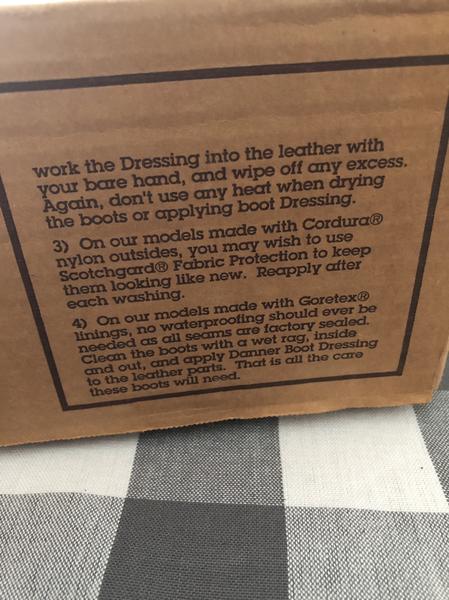 work the Dressing into the leather with
your bare hand, and wipe off any excess.
Again, don't use any heat when drying
the boots or applying boot Dressing.
3) On our models made with Cordura®
nylon outsides, you may wish to use
Scotchgard® Fabric Protection to keep
them looking like new. Reapply after
each washing.
4) On our models made with Goretex®
linings, no waterproofing should ever be
needed as all seams are factory sealed.
Clean the boots with a wet rag, inside
and out, and apply Danner Boot Dressing
to the leather parts. That is all the care
these boots will need.